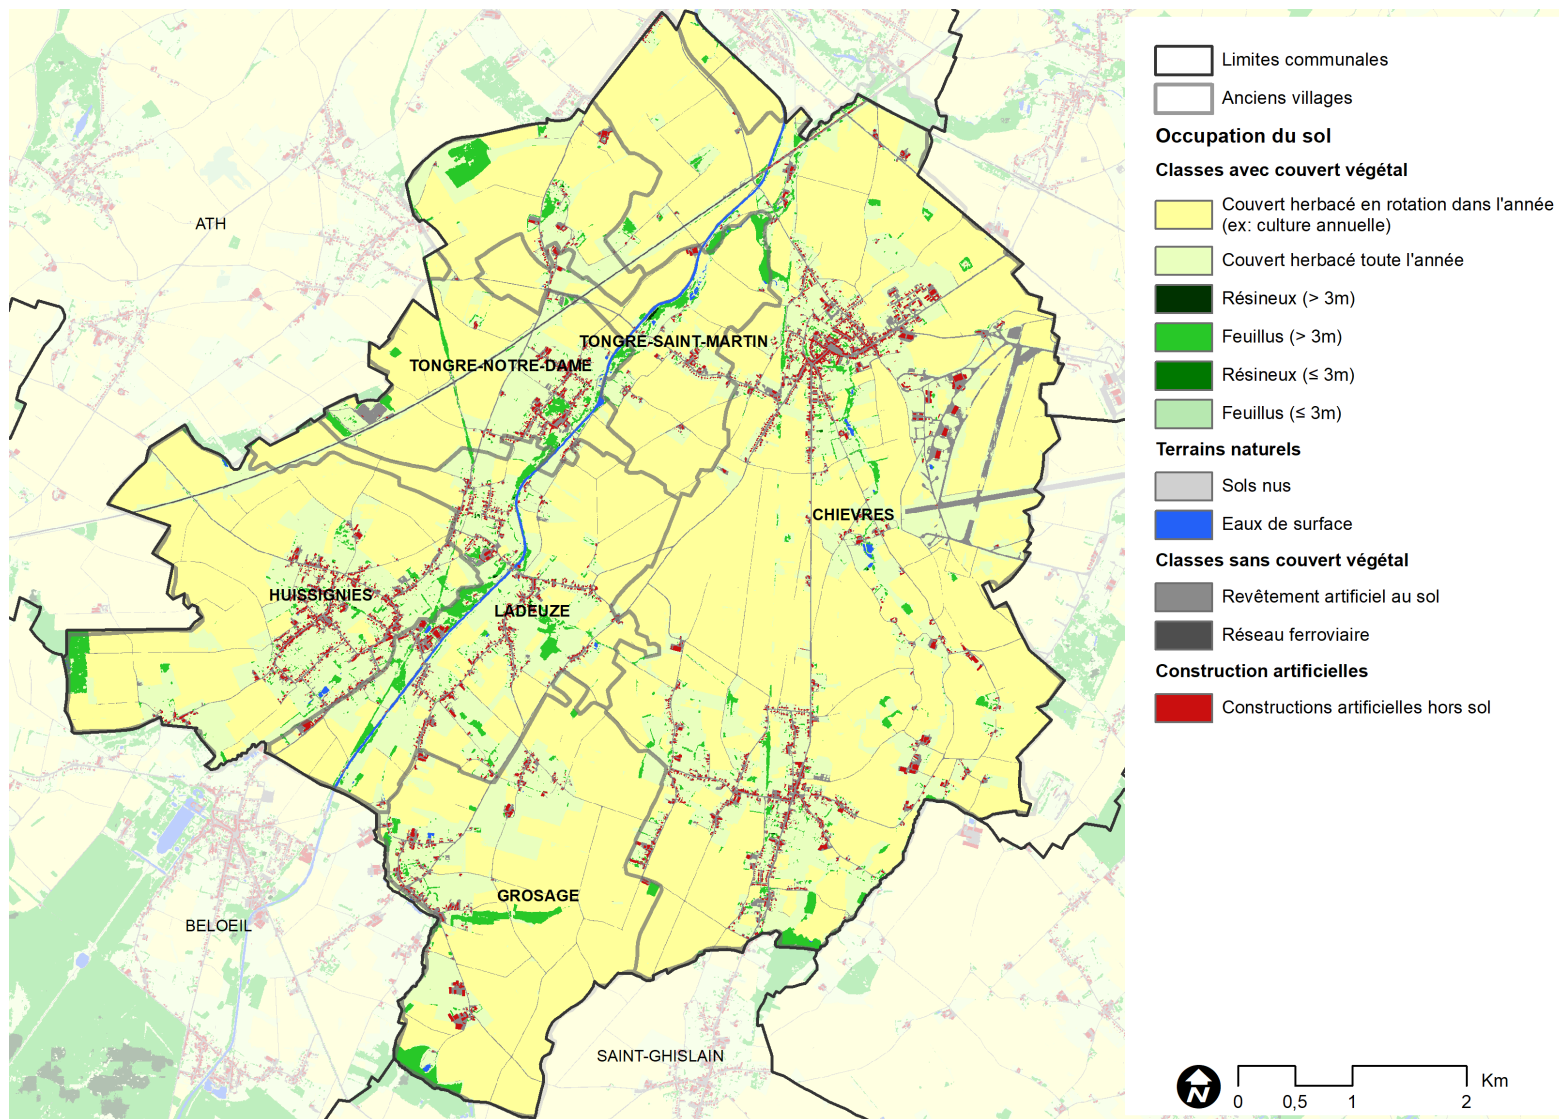 ATH
TONGRE-SAINT-MARTIN
TONGRE-NOTRE-DAME
CHIEVRES
HUISSIGNIES
LADEUZE
GROSAGE
BELOEIL
SAINT-GHISLAIN
Limites communales
Anciens villages
Occupation du sol
Classes avec couvert végétal
Couvert herbacé en rotation dans l'année
(ex: culture annuelle)
Couvert herbacé toute l'année
Résineux (> 3m)
Feuillus (> 3m)
Résineux (≤ 3m)
Feuillus (≤ 3m)
Terrains naturels
Sols nus
Eaux de surface
Classes sans couvert végétal
Revêtement artificiel au sol
Réseau ferroviaire
Construction artificielles
Constructions artificielles hors sol
N
Km
0 0,5 1 2